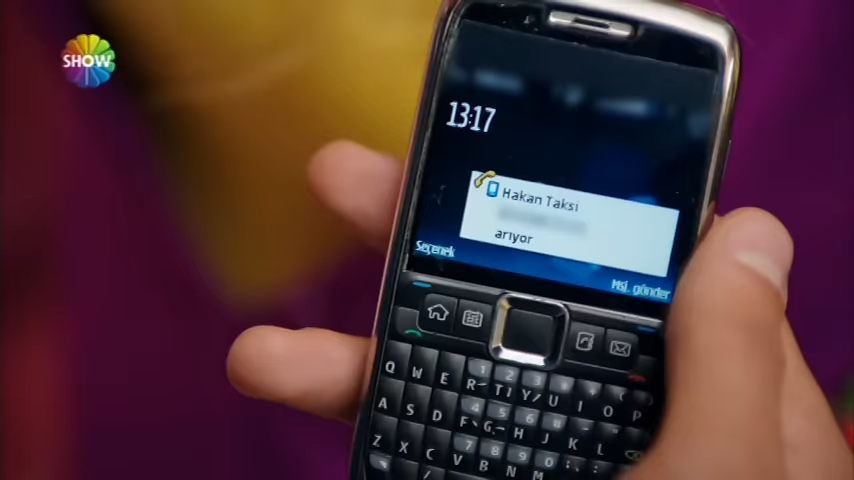 SHOW
13:17
Hakan Taksi
arıyor
Seçenek
Msj. gönder
Q W E R T Y U I O P
A S D F G H J K L
Z X C V B N M